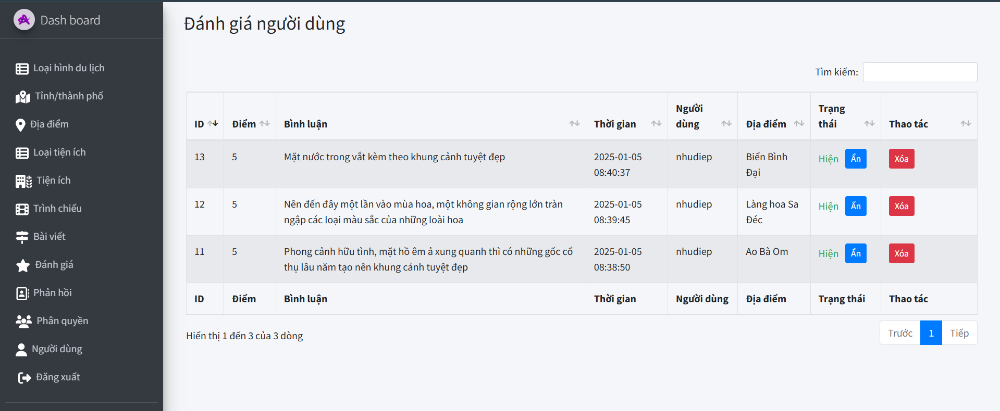 Dash board
Loại hình du lịch
Tỉnh/thành phố
Địa điểm
Loại tiện ích
Tiện ích
Trình chiếu
Bài viết
Đánh giá
Phản hồi
Phân quyền
Người dùng
Đăng xuất
Đánh giá người dùng
Tìm kiếm:
ID Điểm Bình luận Thời gian Người dùng Địa điểm Trạng thái Thao tác
13 5 Mặt nước trong vắt kèm theo khung cảnh tuyệt đẹp 2025-01-05 nhudiep Biển Bình Hiện Ẩn Xóa
08:40:37 Đại
12 5 Nên đến đây một lần vào mùa hoa, một không gian rộng lớn tràn 2025-01-05 nhudiep Làng hoa Sa Hiện Ẩn Xóa
ngập các loại màu sắc của những loài hoa 08:39:45 Đéc
11 5 Phong cảnh hữu tình, mặt hồ êm ả xung quanh thì có những gốc cổ 2025-01-05 nhudiep Ao Bà Om Hiện Ẩn Xóa
thụ lâu năm tạo nên khung cảnh tuyệt đẹp 08:38:50
ID Điểm Bình luận Thời gian Người dùng Địa điểm Trạng thái Thao tác
Hiển thị 1 đến 3 của 3 dòng
Trước 1 Tiếp